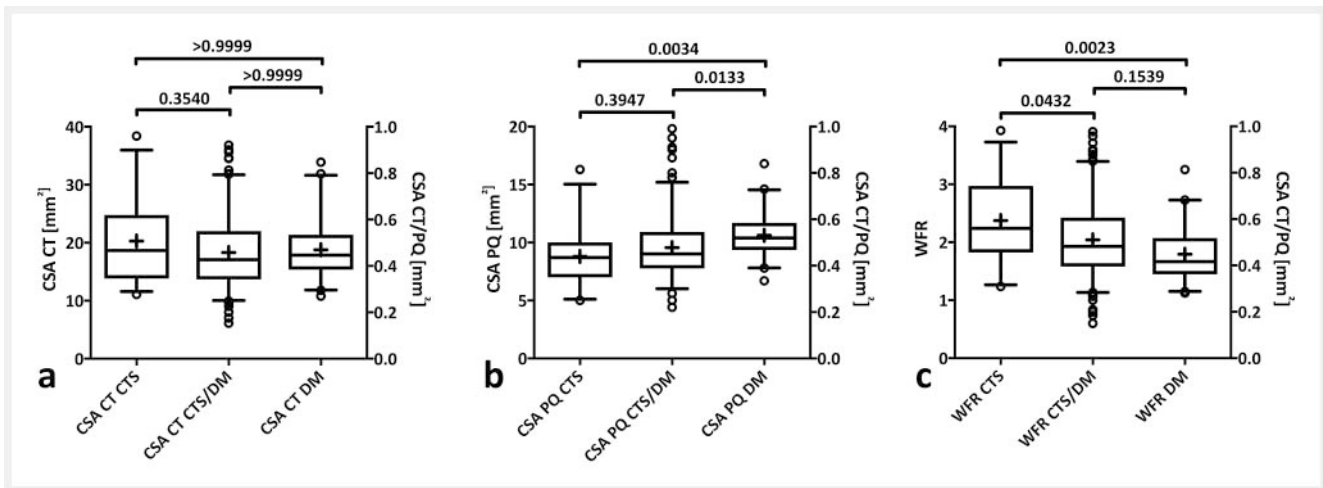 >0.9999
>0.9999
0.3540
40
30
20
10
0
CSA CT [mm²]
1.0
0.8
0.6
0.4
0.2
0.0
CSA CT/PQ [mm²]
a
CSA CT CTS
CSA CT CTS/DM
CSA CT DM
0.0034
0.0133
0.3947
20
15
10
5
0
CSA PQ [mm²]
1.0
0.8
0.6
0.4
0.2
0.0
CSA CT/PQ [mm²]
b
CSA PQ CTS
CSA PQ CTS/DM
CSA PQ DM
0.0023
0.1539
0.0432
4
3
2
1
0
WFR
1.0
0.8
0.6
0.4
0.2
0.0
CSA CT/PQ [mm²]
c
WFR CTS
WFR CTS/DM
WFR DM